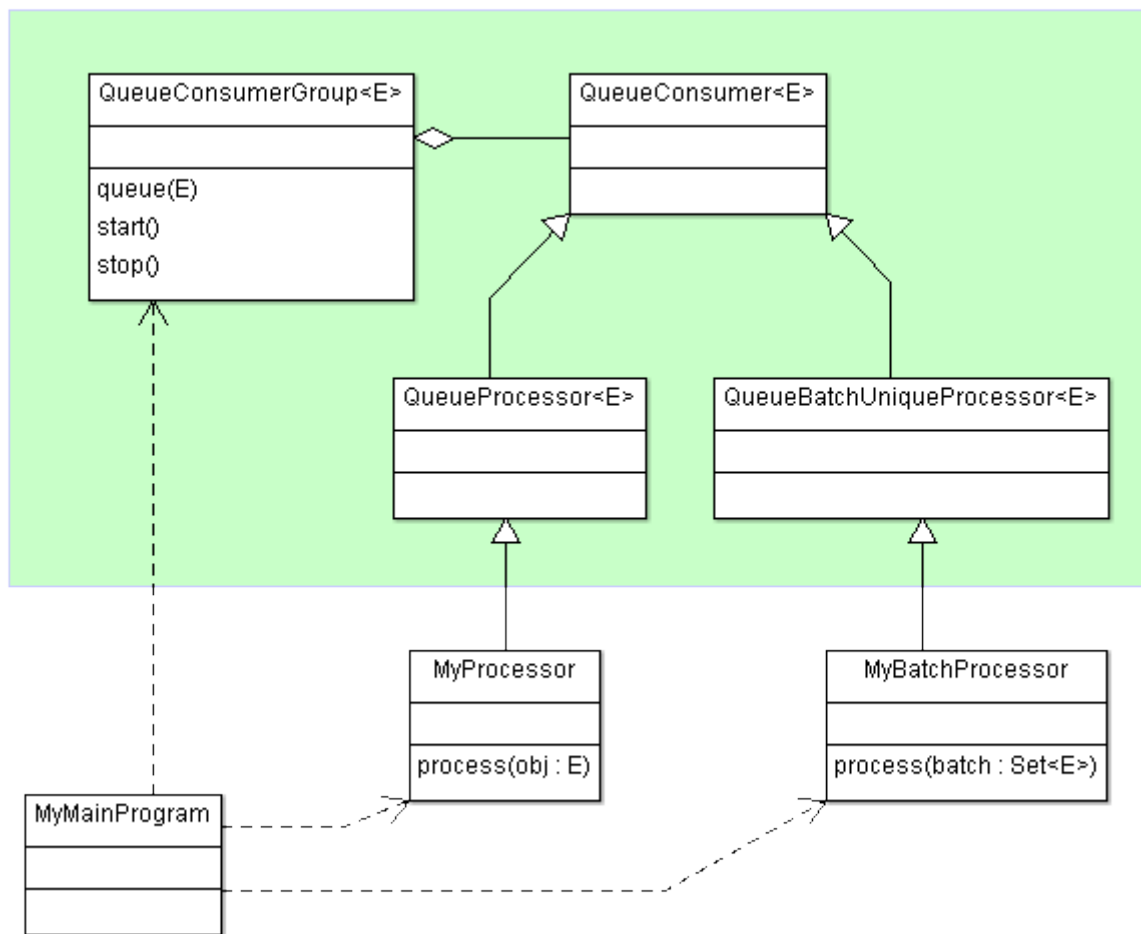 QueueConsumerGroup<E>
queue(E)
start()
stop()
QueueConsumer<E>
QueueProcessor<E>
QueueBatchUniqueProcessor<E>
MyProcessor
process(obj : E)
MyBatchProcessor
process(batch : Set<E>)
MyMainProgram